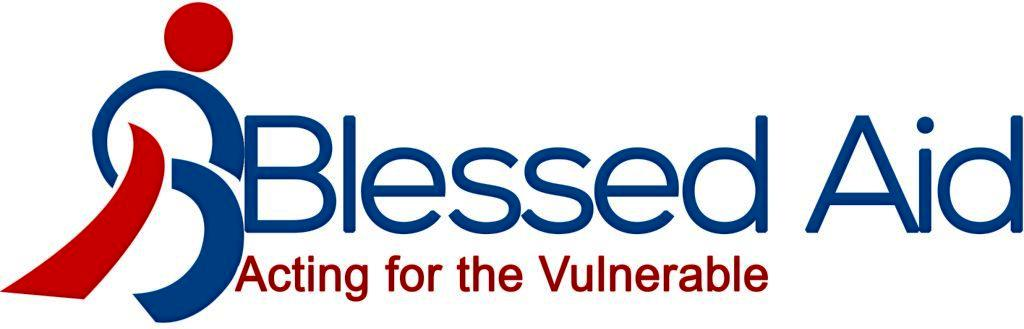 Blessed Aid
Acting for the Vulnerable